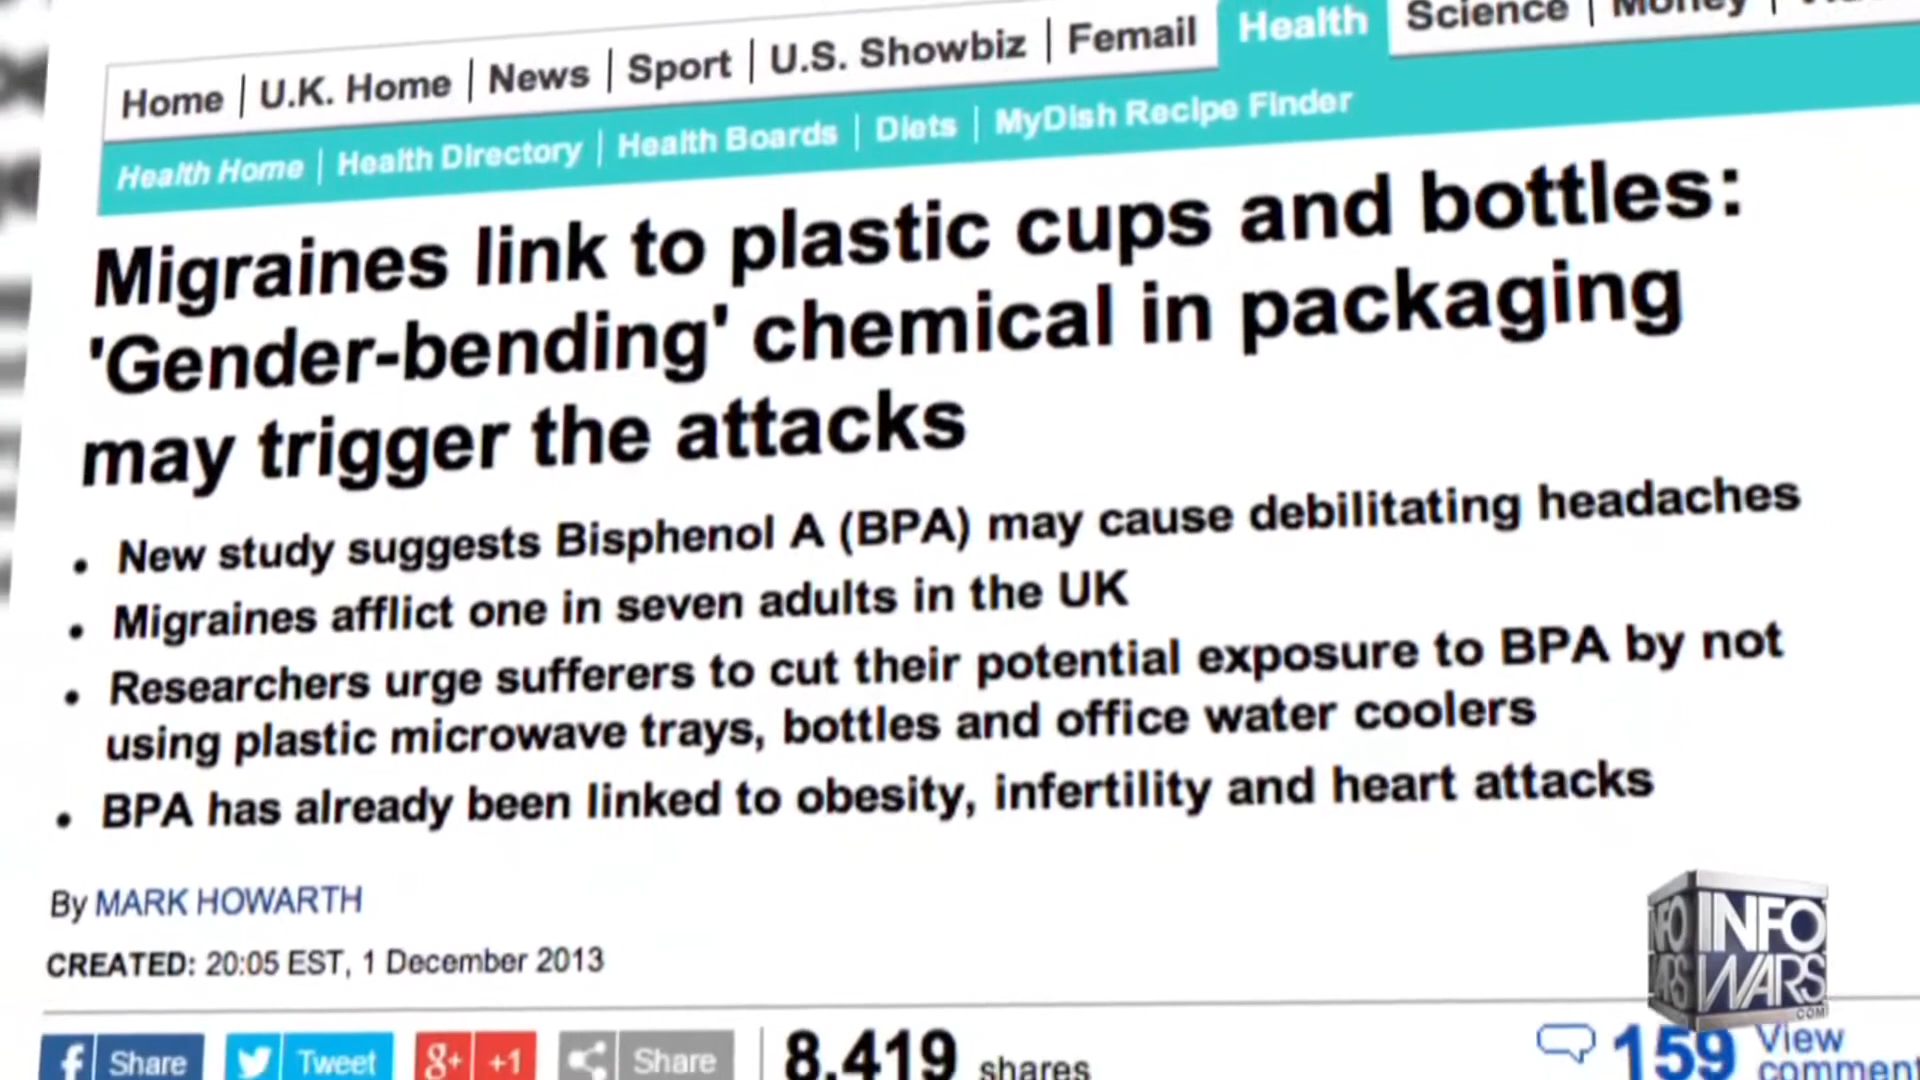 Home | U.K. Home | News | Sport | U.S. Showbiz | Femail Health Science | Money |
Health Home | Health Directory | Health Boards | Diets | MyDish Recipe Finder
Migraines link to plastic cups and bottles:
'Gender-bending' chemical in packaging
may trigger the attacks
• New study suggests Bisphenol A (BPA) may cause debilitating headaches
• Migraines afflict one in seven adults in the UK
• Researchers urge sufferers to cut their potential exposure to BPA by not
using plastic microwave trays, bottles and office water coolers
• BPA has already been linked to obesity, infertility and heart attacks
By MARK HOWARTH
CREATED: 20:05 EST, 1 December 2013
INFO
WARS
.COM
f Share Tweet g+ +1 Share 8,419 shares 159 View
comments